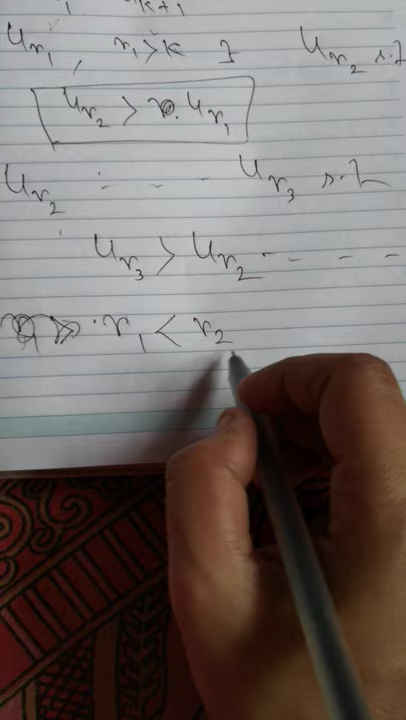 k+1
u_{r_1}, r_1 > k ∃ u_{r_2} s.t
u_{r_2} > u_{r_1}
u_{r_2} - - - u_{r_3} s.t
u_{r_3} > u_{r_2} - - - -
r_1 < r_2